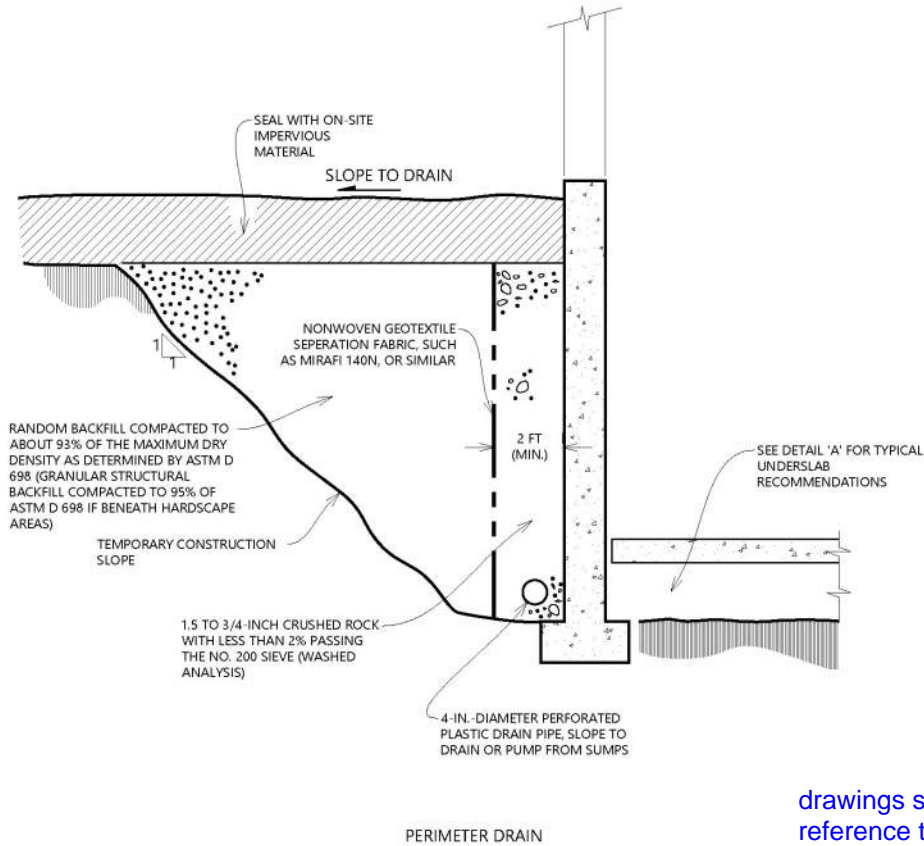 SEAL WITH ON-SITE
IMPERVIOUS
MATERIAL
SLOPE TO DRAIN
NONWOVEN GEOTEXTILE
SEPERATION FABRIC, SUCH
AS MIRAFI 140N, OR SIMILAR
1
1
2 FT
(MIN.)
RANDOM BACKFILL COMPACTED TO
ABOUT 93% OF THE MAXIMUM DRY
DENSITY AS DETERMINED BY ASTM D
698 (GRANULAR STRUCTURAL
BACKFILL COMPACTED TO 95% OF
ASTM D 698 IF BENEATH HARDSCAPE
AREAS)
SEE DETAIL 'A' FOR TYPICAL
UNDERSLAB
RECOMMENDATIONS
TEMPORARY CONSTRUCTION
SLOPE
1.5 TO 3/4-INCH CRUSHED ROCK
WITH LESS THAN 2% PASSING
THE NO. 200 SIEVE (WASHED
ANALYSIS)
4-IN.-DIAMETER PERFORATED
PLASTIC DRAIN PIPE, SLOPE TO
DRAIN OR PUMP FROM SUMPS
drawings
reference
PERIMETER DRAIN